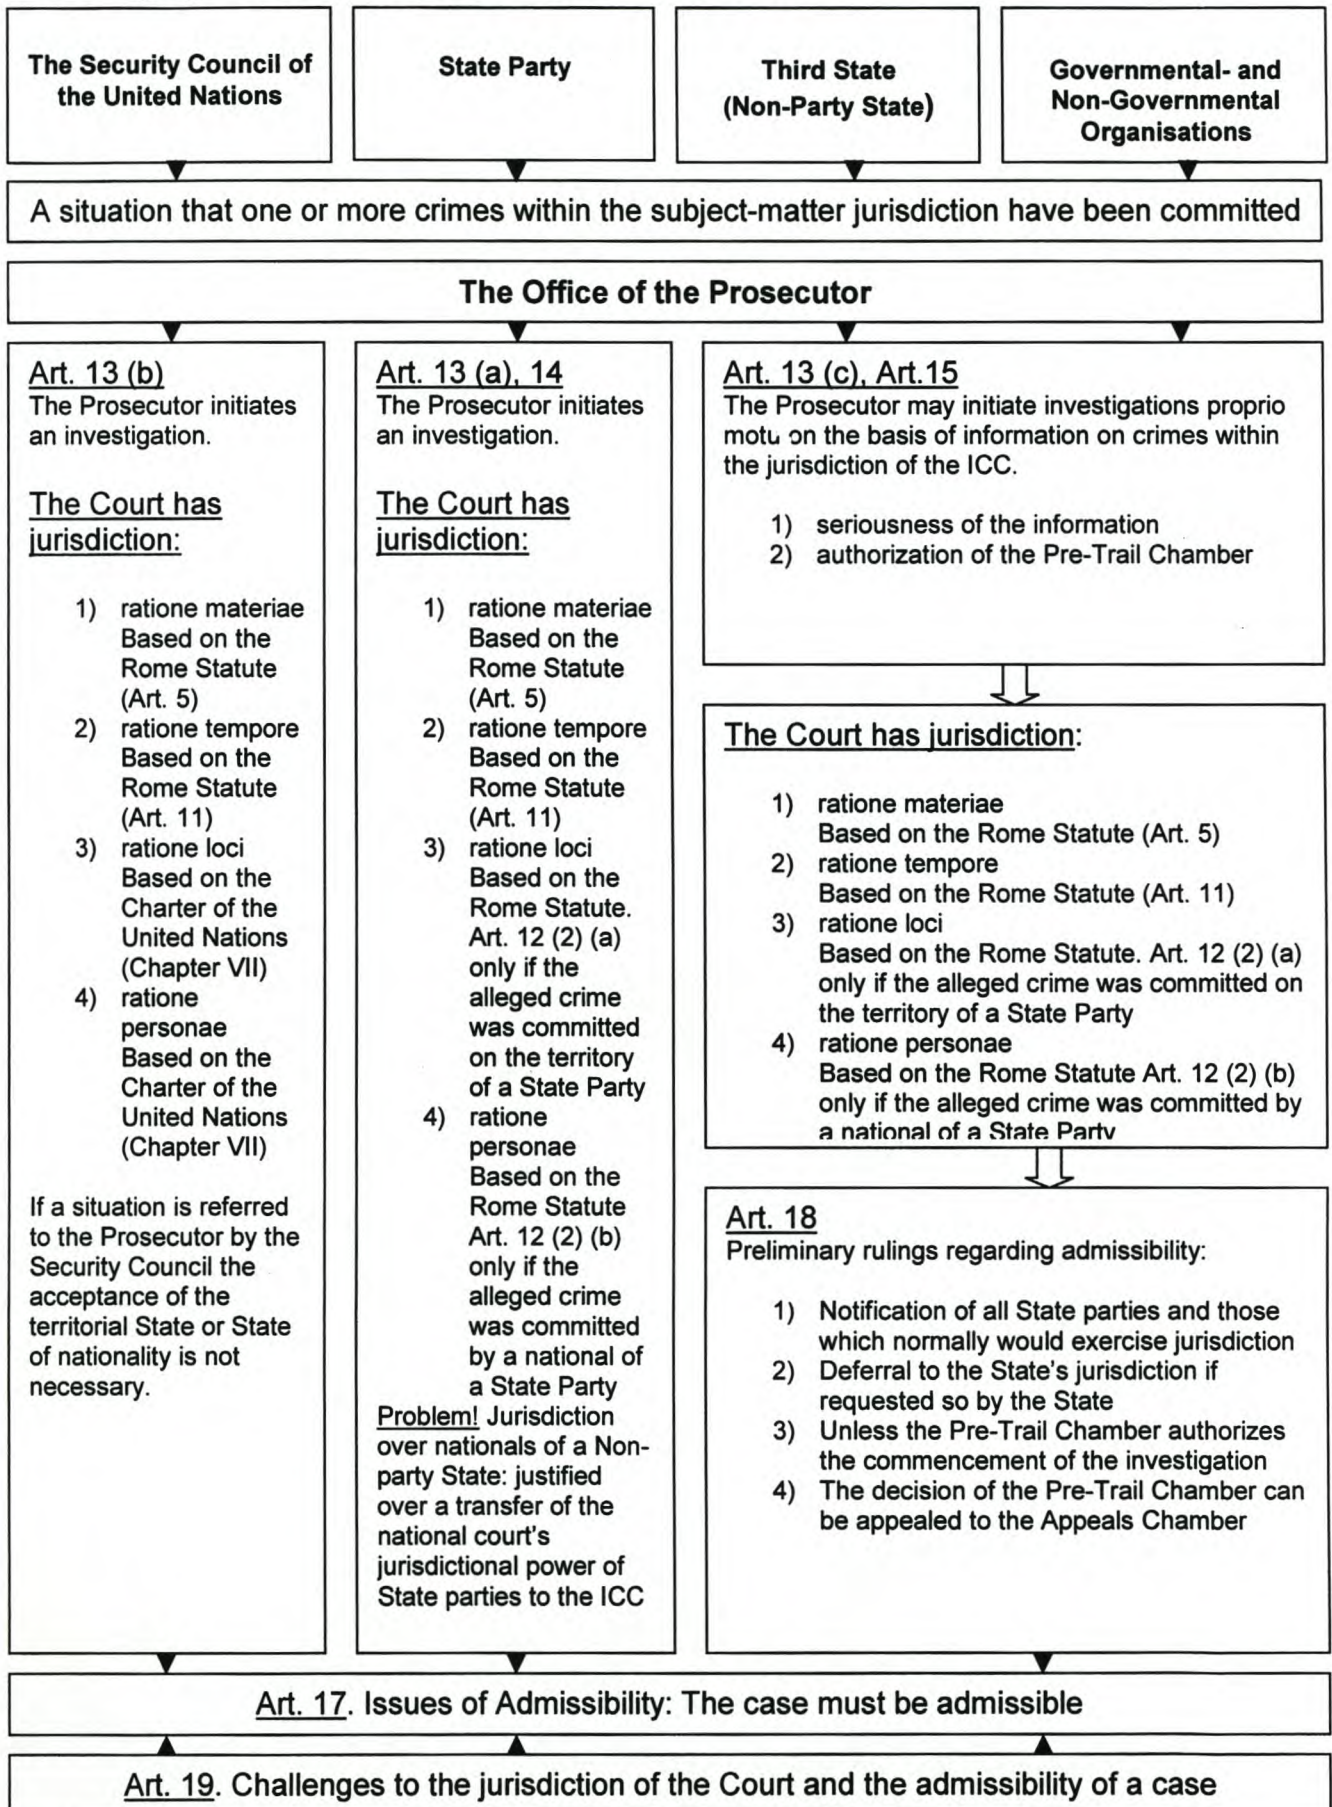 The Security Council of
the United Nations
State Party
Third State
(Non-Party State)
Governmental- and
Non-Governmental
Organisations
A situation that one or more crimes within the subject-matter jurisdiction have been committed
The Office of the Prosecutor
Art. 13 (b)
The Prosecutor initiates
an investigation.
The Court has
jurisdiction:
1) ratione materiae
Based on the
Rome Statute
(Art. 5)
2) ratione tempore
Based on the
Rome Statute
(Art. 11)
3) ratione loci
Based on the
Charter of the
United Nations
(Chapter VII)
4) ratione
personae
Based on the
Charter of the
United Nations
(Chapter VII)
If a situation is referred
to the Prosecutor by the
Security Council the
acceptance of the
territorial State or State
of nationality is not
necessary.
Art. 13 (a), 14
The Prosecutor initiates
an investigation.
The Court has
jurisdiction:
1) ratione materiae
Based on the
Rome Statute
(Art. 5)
2) ratione tempore
Based on the
Rome Statute
(Art. 11)
3) ratione loci
Based on the
Rome Statute.
Art. 12 (2) (a)
only if the
alleged crime
was committed
on the territory
of a State Party
4) ratione
personae
Based on the
Rome Statute
Art. 12 (2) (b)
only if the
alleged crime
was committed
by a national of
a State Party
Problem! Jurisdiction
over nationals of a Non-
party State: justified
over a transfer of the
national court's
jurisdictional power of
State parties to the ICC
Art. 13 (c), Art.15
The Prosecutor may initiate investigations proprio
motu on the basis of information on crimes within
the jurisdiction of the ICC.
1) seriousness of the information
2) authorization of the Pre-Trail Chamber
The Court has jurisdiction:
1) ratione materiae
Based on the Rome Statute (Art. 5)
2) ratione tempore
Based on the Rome Statute (Art. 11)
3) ratione loci
Based on the Rome Statute. Art. 12 (2) (a)
only if the alleged crime was committed on
the territory of a State Party
4) ratione personae
Based on the Rome Statute Art. 12 (2) (b)
only if the alleged crime was committed by
a national of a State Party
Art. 18
Preliminary rulings regarding admissibility:
1) Notification of all State parties and those
which normally would exercise jurisdiction
2) Deferral to the State's jurisdiction if
requested so by the State
3) Unless the Pre-Trail Chamber authorizes
the commencement of the investigation
4) The decision of the Pre-Trail Chamber can
be appealed to the Appeals Chamber
Art. 17. Issues of Admissibility: The case must be admissible
Art. 19. Challenges to the jurisdiction of the Court and the admissibility of a case